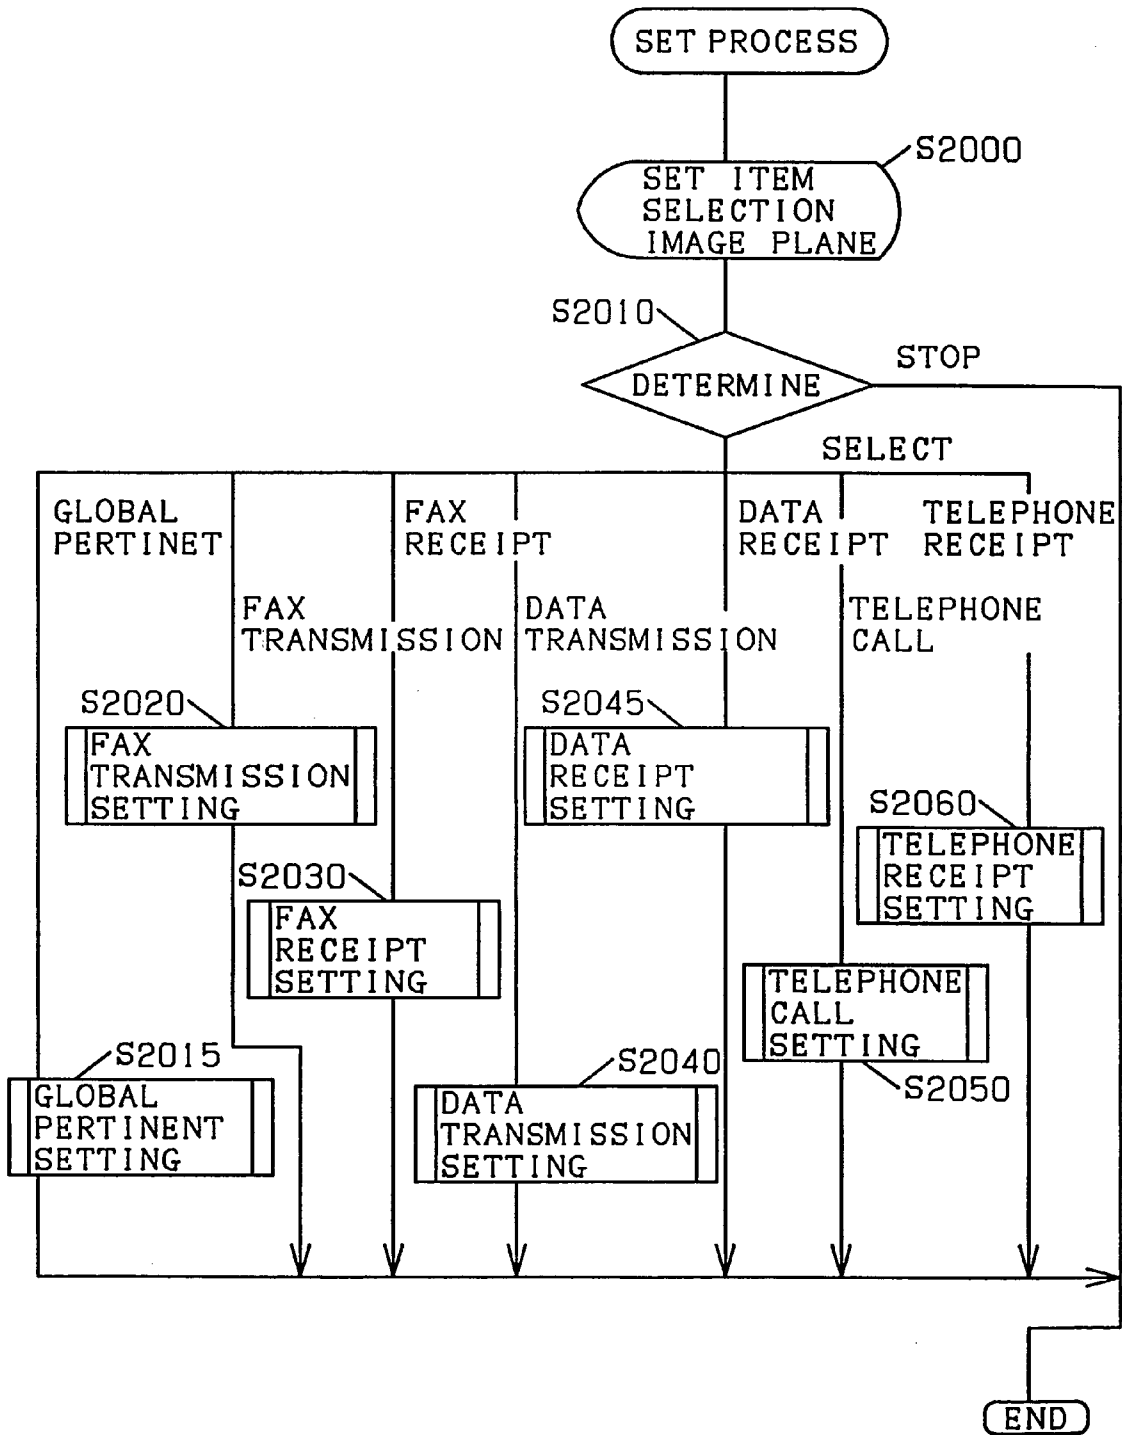 SET PROCESS
S2000
SET ITEM
SELECTION
IMAGE PLANE
S2010
DETERMINE
STOP
SELECT
GLOBAL
PERTINET
FAX
RECEIPT
DATA
RECEIPT
TELEPHONE
RECEIPT
FAX
TRANSMISSION
DATA
TRANSMISSION
TELEPHONE
CALL
S2020
FAX
TRANSMISSION
SETTING
S2045
DATA
RECEIPT
SETTING
S2060
TELEPHONE
RECEIPT
SETTING
S2030
FAX
RECEIPT
SETTING
TELEPHONE
CALL
SETTING
S2050
S2015
GLOBAL
PERTINENT
SETTING
S2040
DATA
TRANSMISSION
SETTING
END